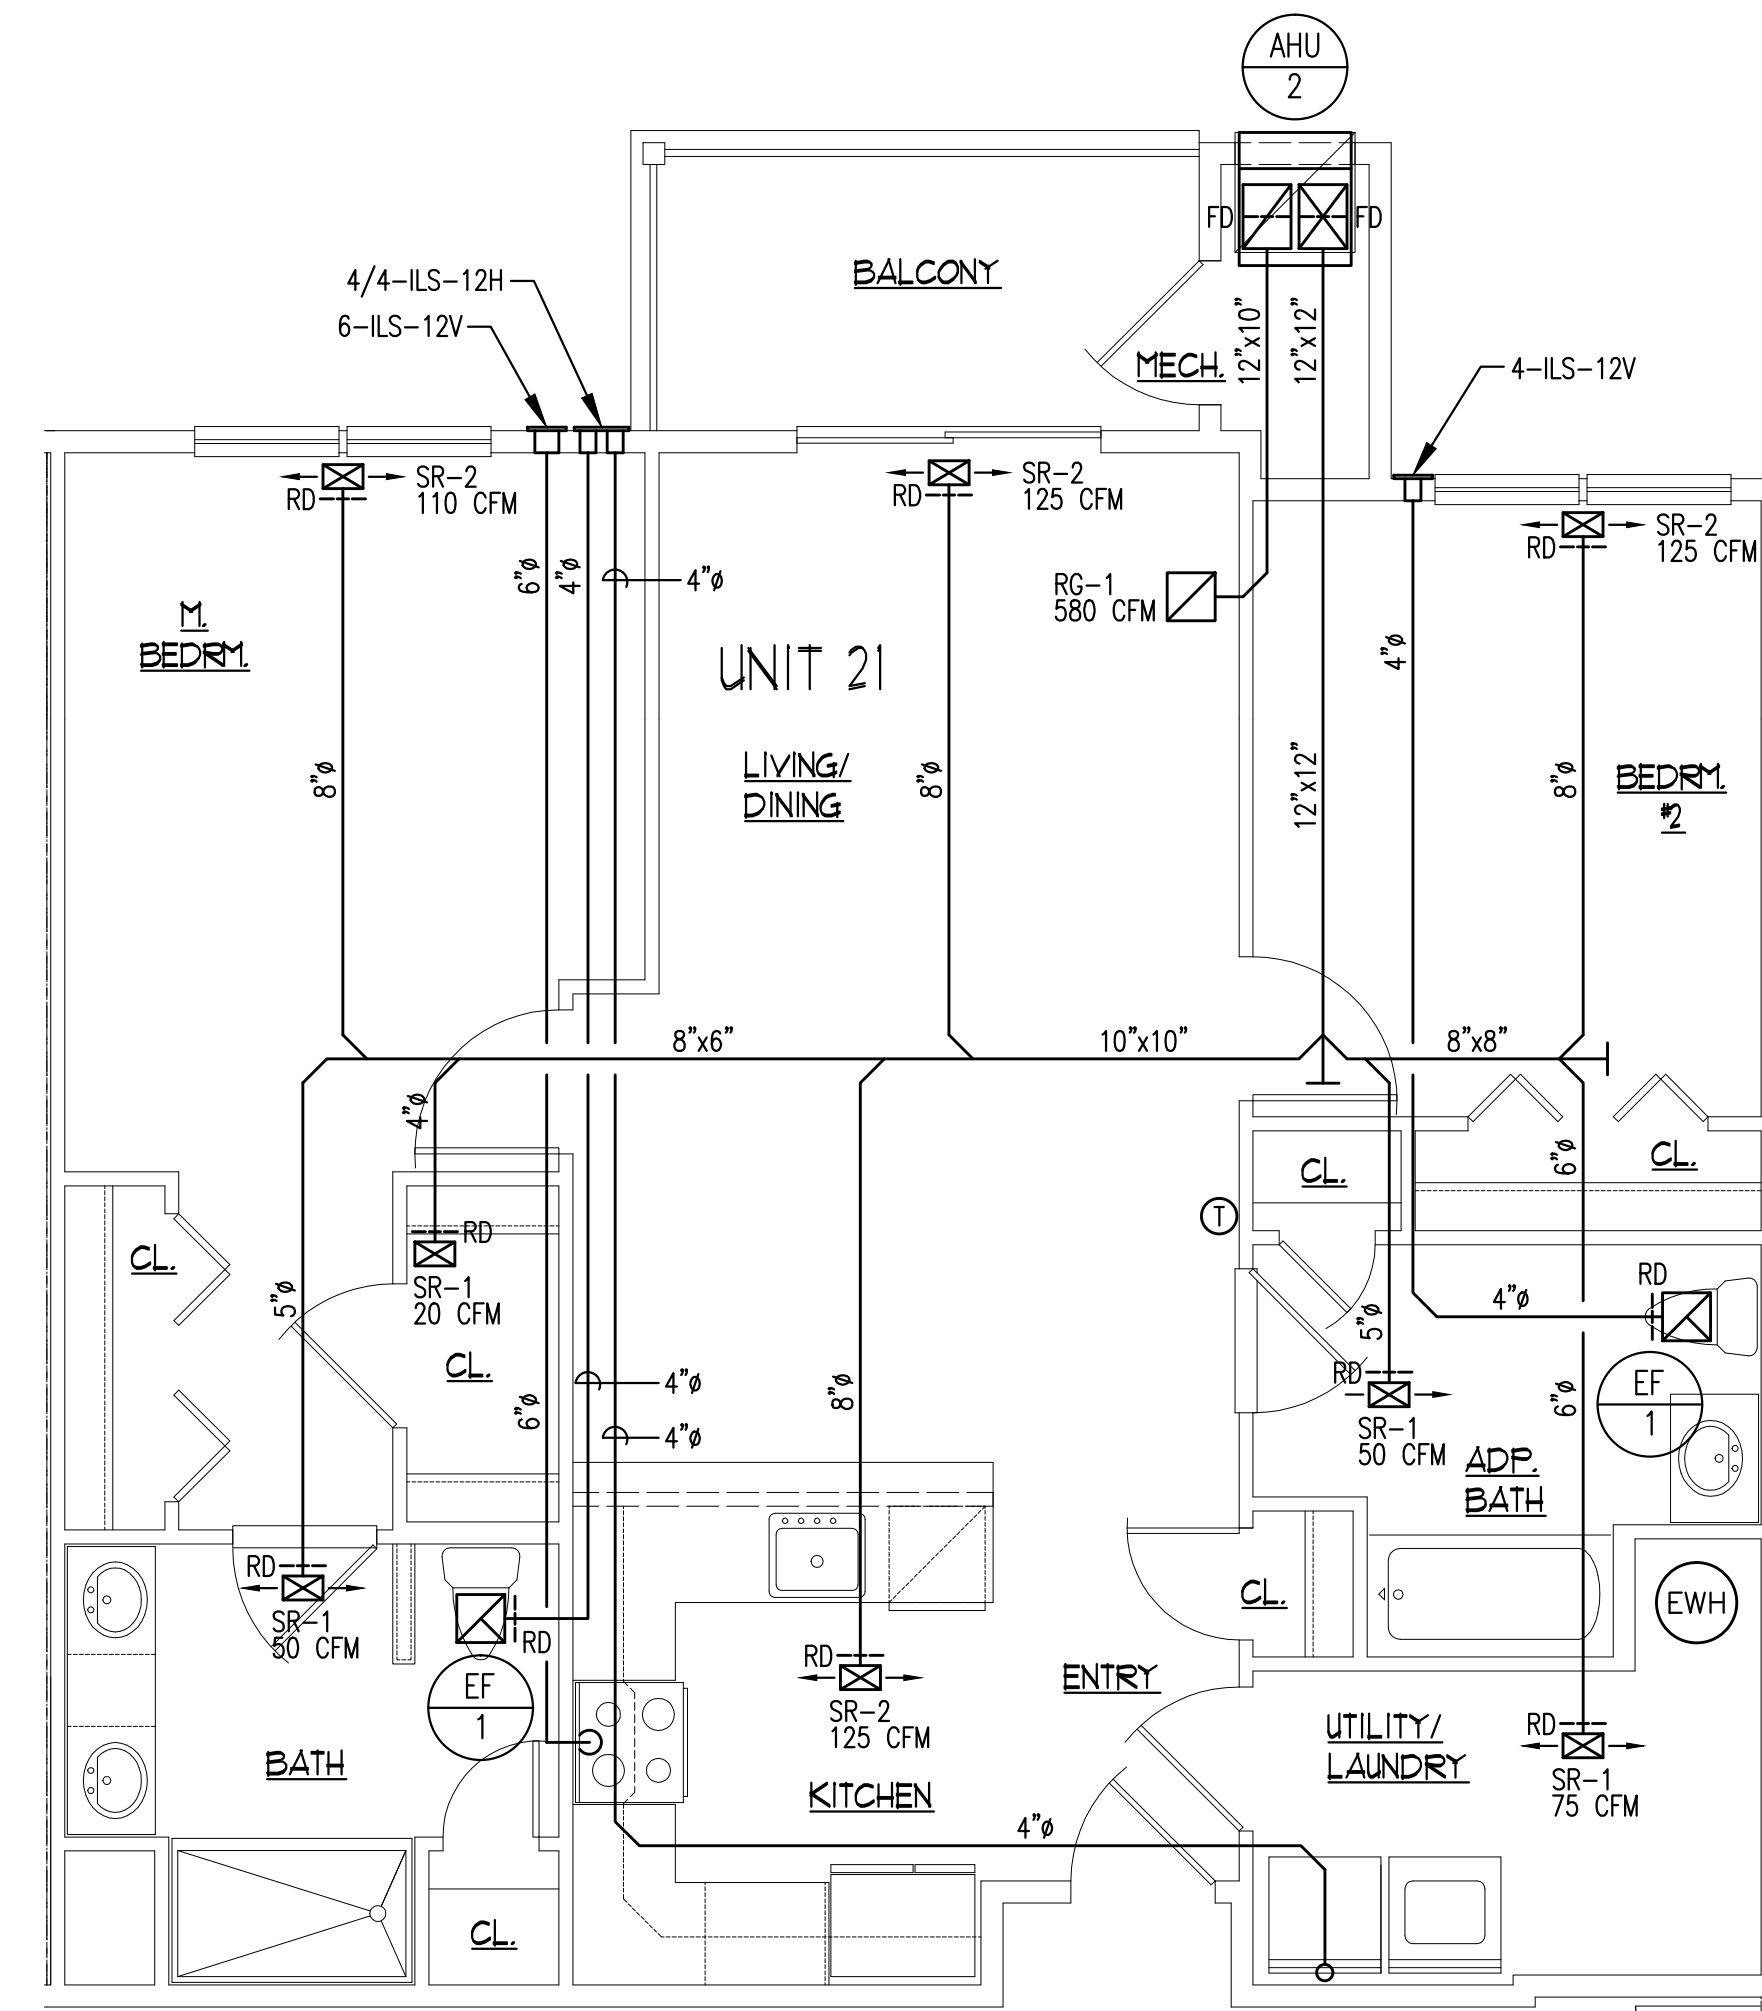 AHU
2
FD
FD
4/4-ILS-12H
6-ILS-12V
BALCONY
12"x10"
12"x12"
MECH.
4-ILS-12V
SR-2
110 CFM
RD
SR-2
125 CFM
RD
SR-2
125 CFM
RD
6"ø
4"ø
4"ø
RG-1
580 CFM
M.
BEDRM.
UNIT 21
4"ø
8"ø
LIVING/
DINING
8"ø
12"x12"
8"ø
BEDRM.
#2
8"x6"
10"x10"
8"x8"
4"ø
6"ø
CL.
CL.
T
CL.
RD
SR-1
20 CFM
5"ø
CL.
6"ø
4"ø
4"ø
8"ø
5"ø
4"ø
RD
RD
SR-1
50 CFM
6"ø
EF
1
ADP.
BATH
RD
SR-1
50 CFM
RD
EF
1
BATH
CL.
EWH
RD
SR-2
125 CFM
KITCHEN
ENTRY
UTILITY/
LAUNDRY
RD
SR-1
75 CFM
4"ø
CL.